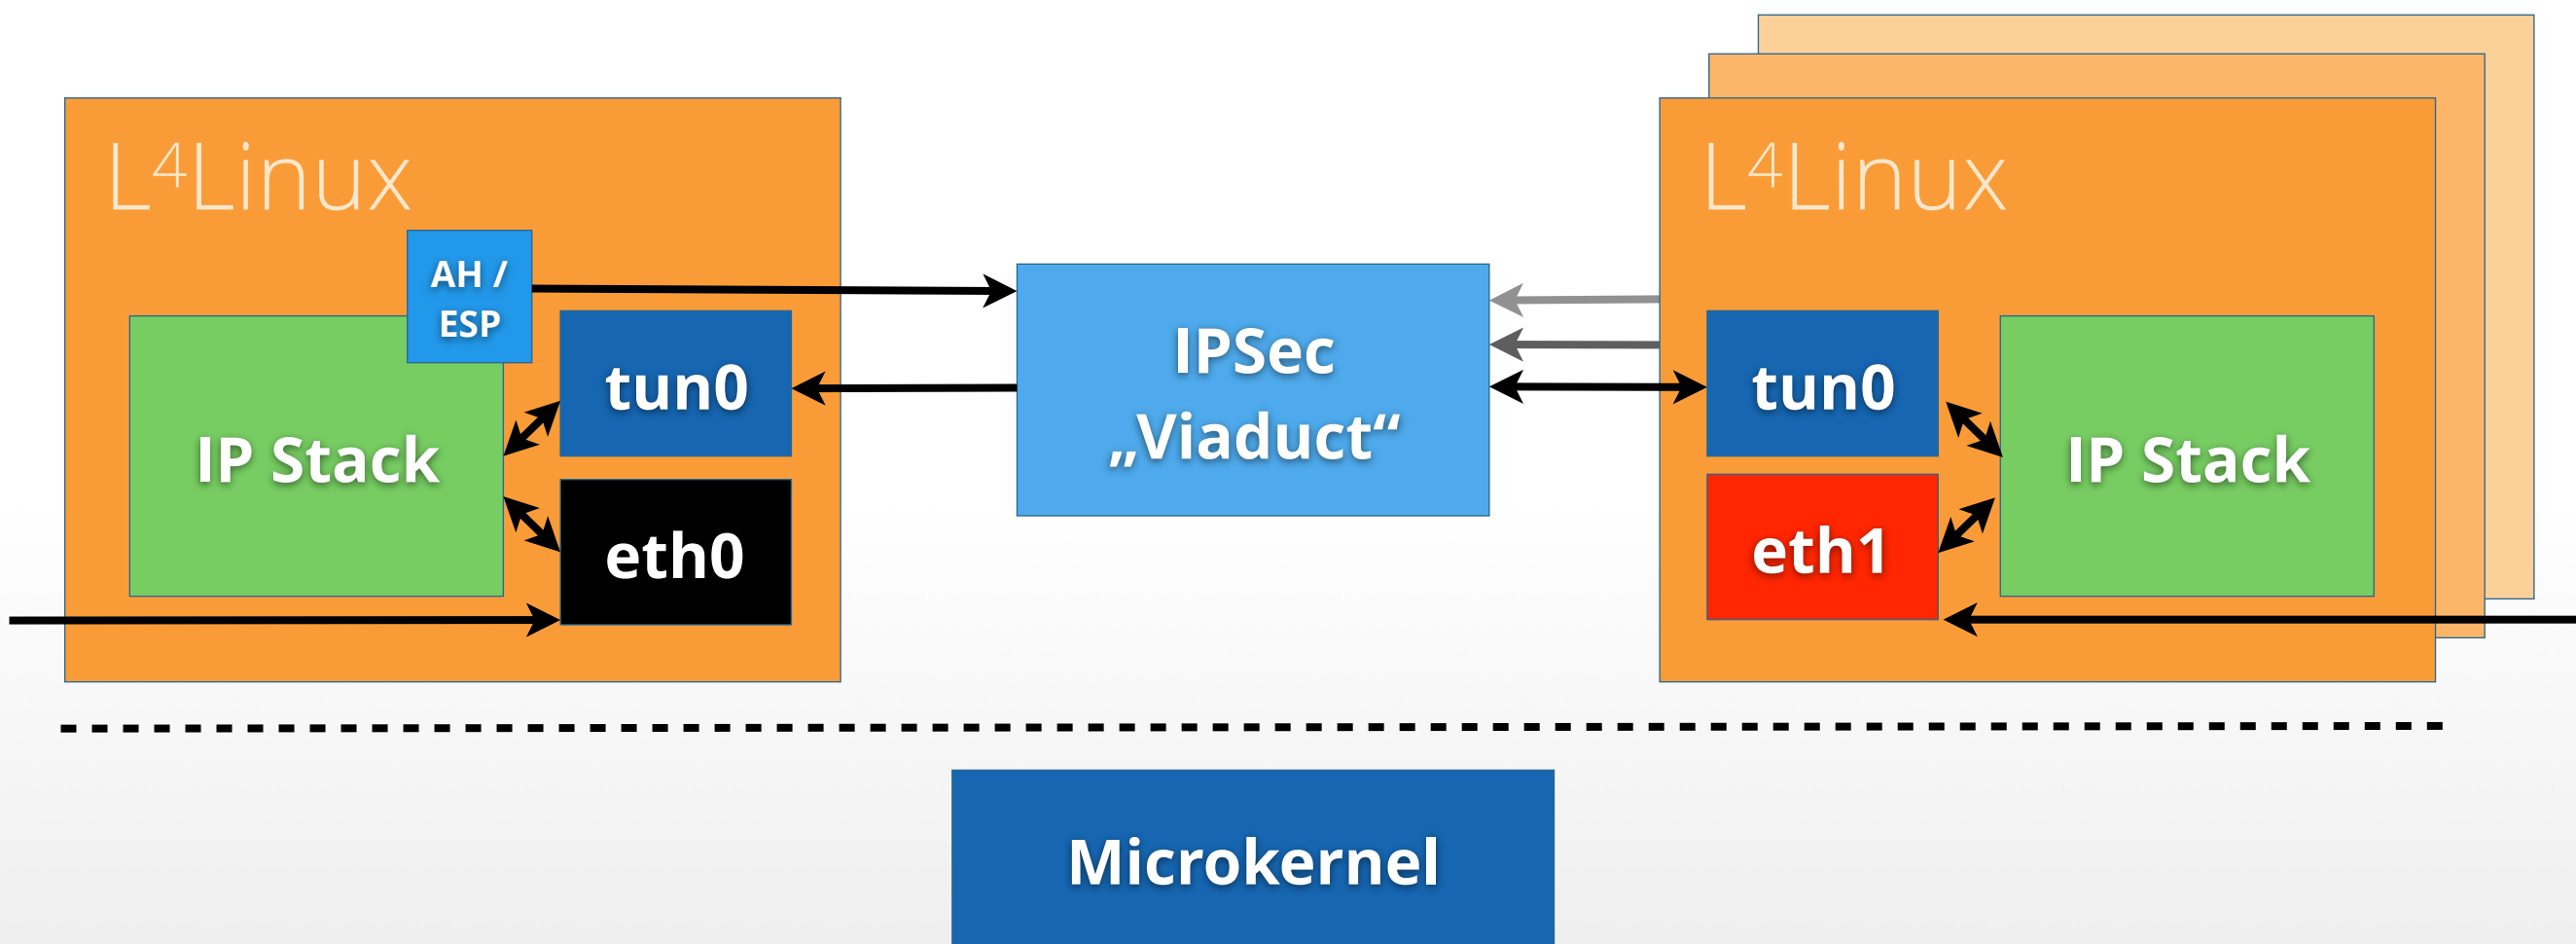 L⁴Linux
AH /
ESP
tun0
IP Stack
eth0
IPSec
„Viaduct“
L⁴Linux
tun0
IP Stack
eth1
Microkernel